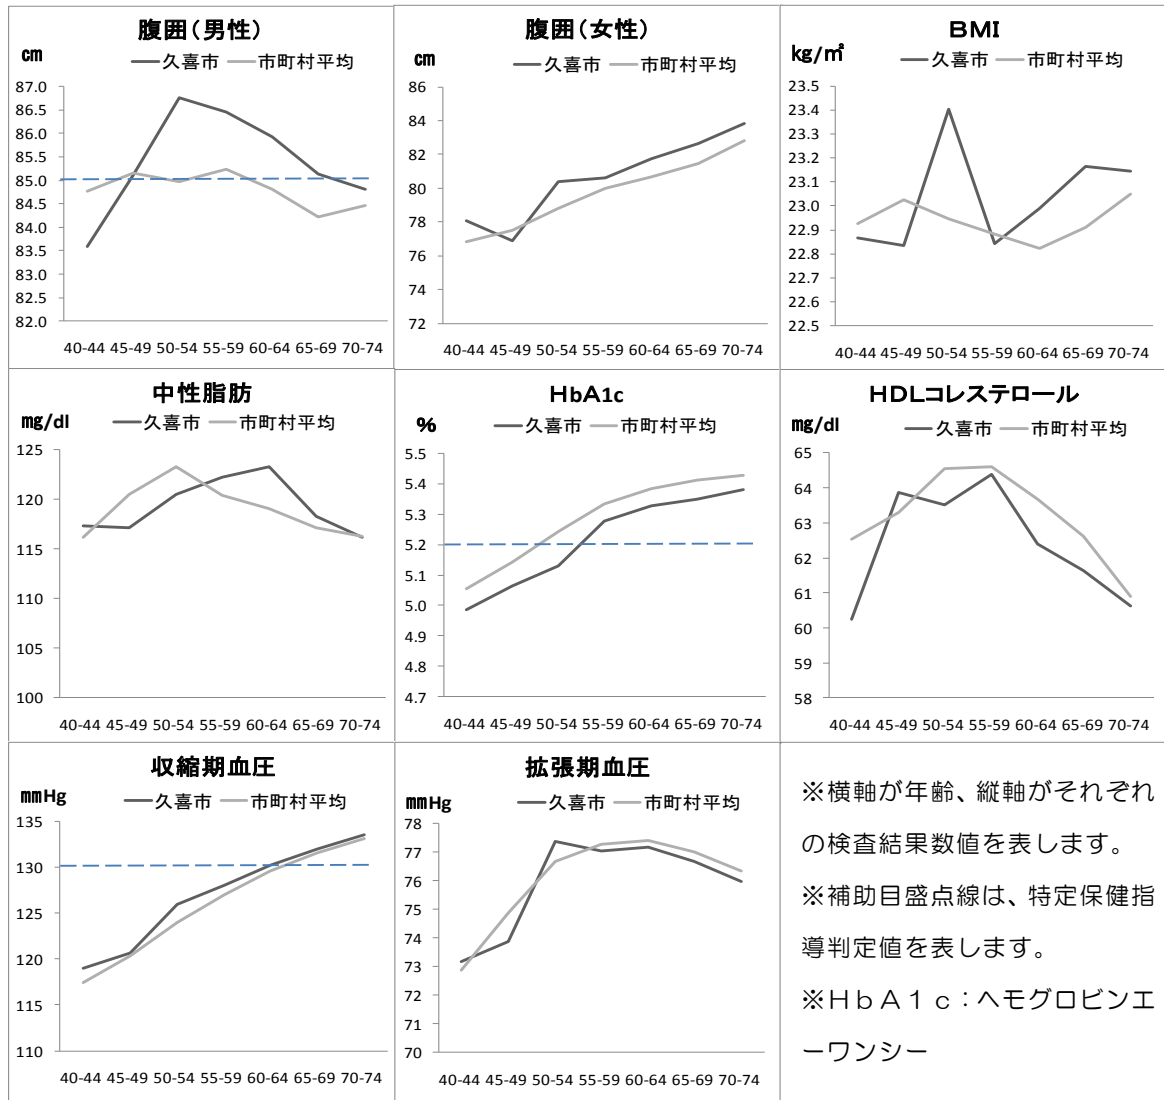 腹囲(男性)
cm
久喜市 市町村平均
87.0
86.5
86.0
85.5
85.0
84.5
84.0
83.5
83.0
82.5
82.0
40-44 45-49 50-54 55-59 60-64 65-69 70-74
腹囲(女性)
cm
久喜市 市町村平均
86
84
82
80
78
76
74
72
40-44 45-49 50-54 55-59 60-64 65-69 70-74
BMI
kg/㎡
久喜市 市町村平均
23.5
23.4
23.3
23.2
23.1
23.0
22.9
22.8
22.7
22.6
22.5
40-44 45-49 50-54 55-59 60-64 65-69 70-74
中性脂肪
mg/dl
久喜市 市町村平均
125
120
115
110
105
100
40-44 45-49 50-54 55-59 60-64 65-69 70-74
HbA1c
%
久喜市 市町村平均
5.5
5.4
5.3
5.2
5.1
5.0
4.9
4.8
4.7
40-44 45-49 50-54 55-59 60-64 65-69 70-74
HDLコレステロール
mg/dl
久喜市 市町村平均
65
64
63
62
61
60
59
58
40-44 45-49 50-54 55-59 60-64 65-69 70-74
収縮期血圧
mmHg
久喜市 市町村平均
135
130
125
120
115
110
40-44 45-49 50-54 55-59 60-64 65-69 70-74
拡張期血圧
mmHg
久喜市 市町村平均
78
77
76
75
74
73
72
71
70
40-44 45-49 50-54 55-59 60-64 65-69 70-74
※横軸が年齢、縦軸がそれぞれ
の検査結果数値を表します。
※補助目盛点線は、特定保健指
導判定値を表します。
※HbA1c:ヘモグロビンエ
ーワンシー